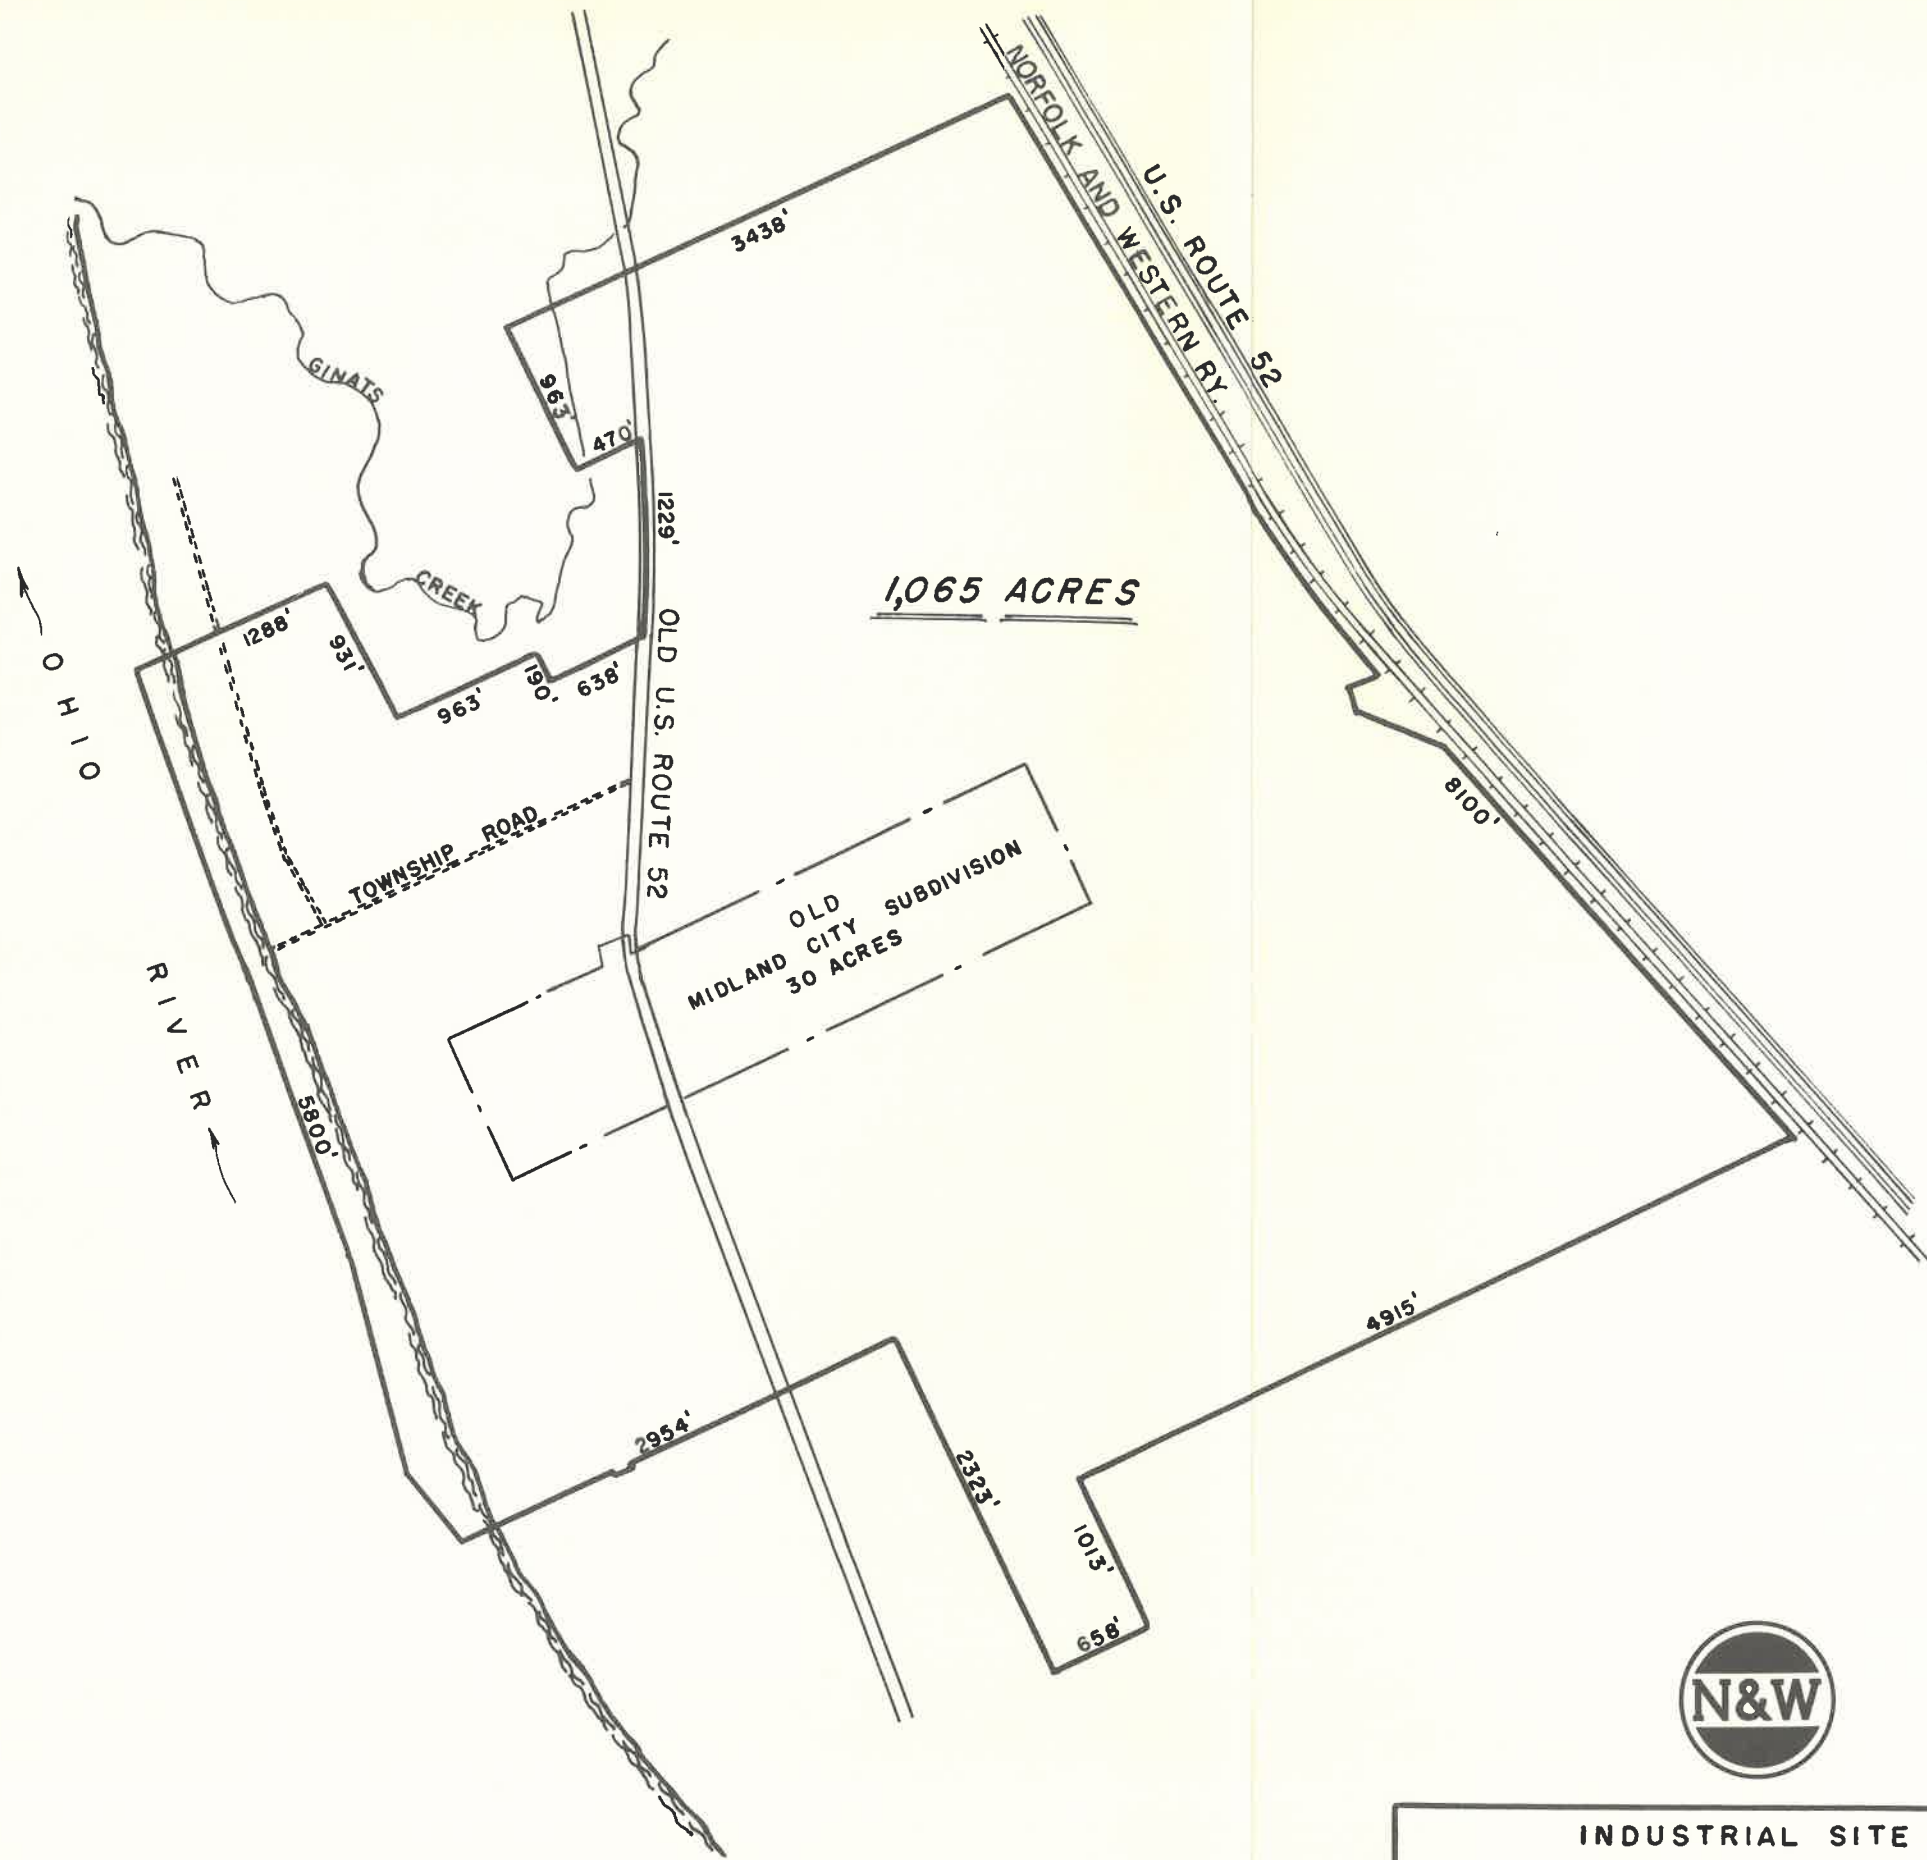 NORFOLK AND WESTERN RY.
U.S. ROUTE 52
3438'
GINATS
CREEK
963'
470'
1229'
OLD U.S. ROUTE 52
1,065 ACRES
1288'
931'
963'
190'
638'
OHIO
RIVER
TOWNSHIP ROAD
8100'
OLD
MIDLAND CITY SUBDIVISION
30 ACRES
5800'
4915'
2954'
2323'
1013'
658'
N&W
INDUSTRIAL SITE